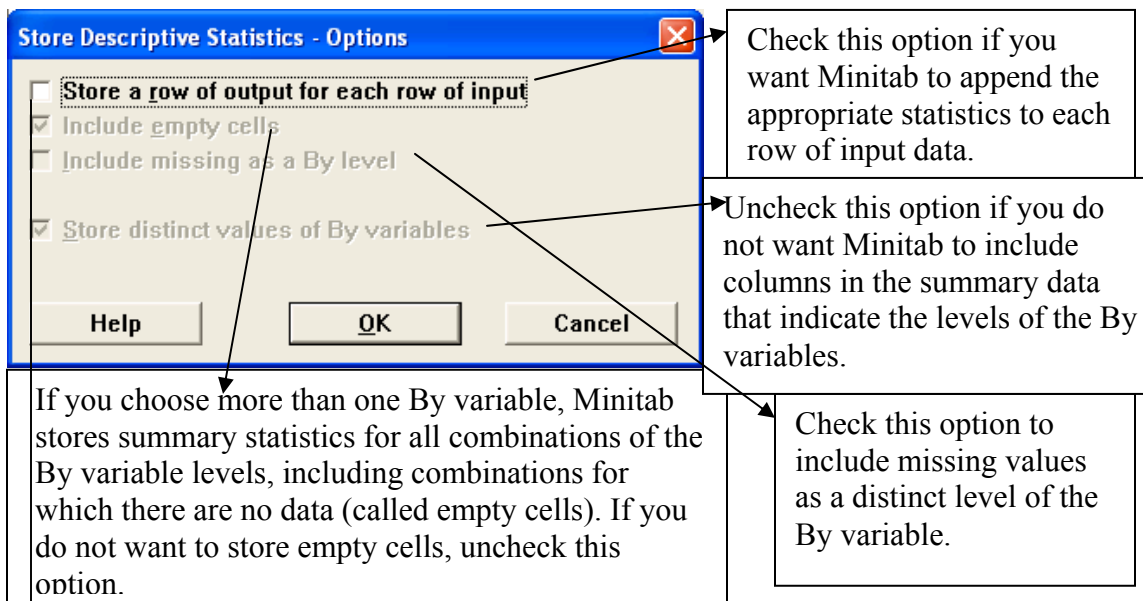 Store Descriptive Statistics - Options
Store a row of output for each row of input
Include empty cells
Include missing as a By level
Store distinct values of By variables
Help
OK
Cancel
Check this option if you
want Minitab to append the
appropriate statistics to each
row of input data.
Uncheck this option if you do
not want Minitab to include
columns in the summary data
that indicate the levels of the By
variables.
If you choose more than one By variable, Minitab
stores summary statistics for all combinations of the
By variable levels, including combinations for
which there are no data (called empty cells). If you
do not want to store empty cells, uncheck this
option.
Check this option to
include missing values
as a distinct level of the
By variable.